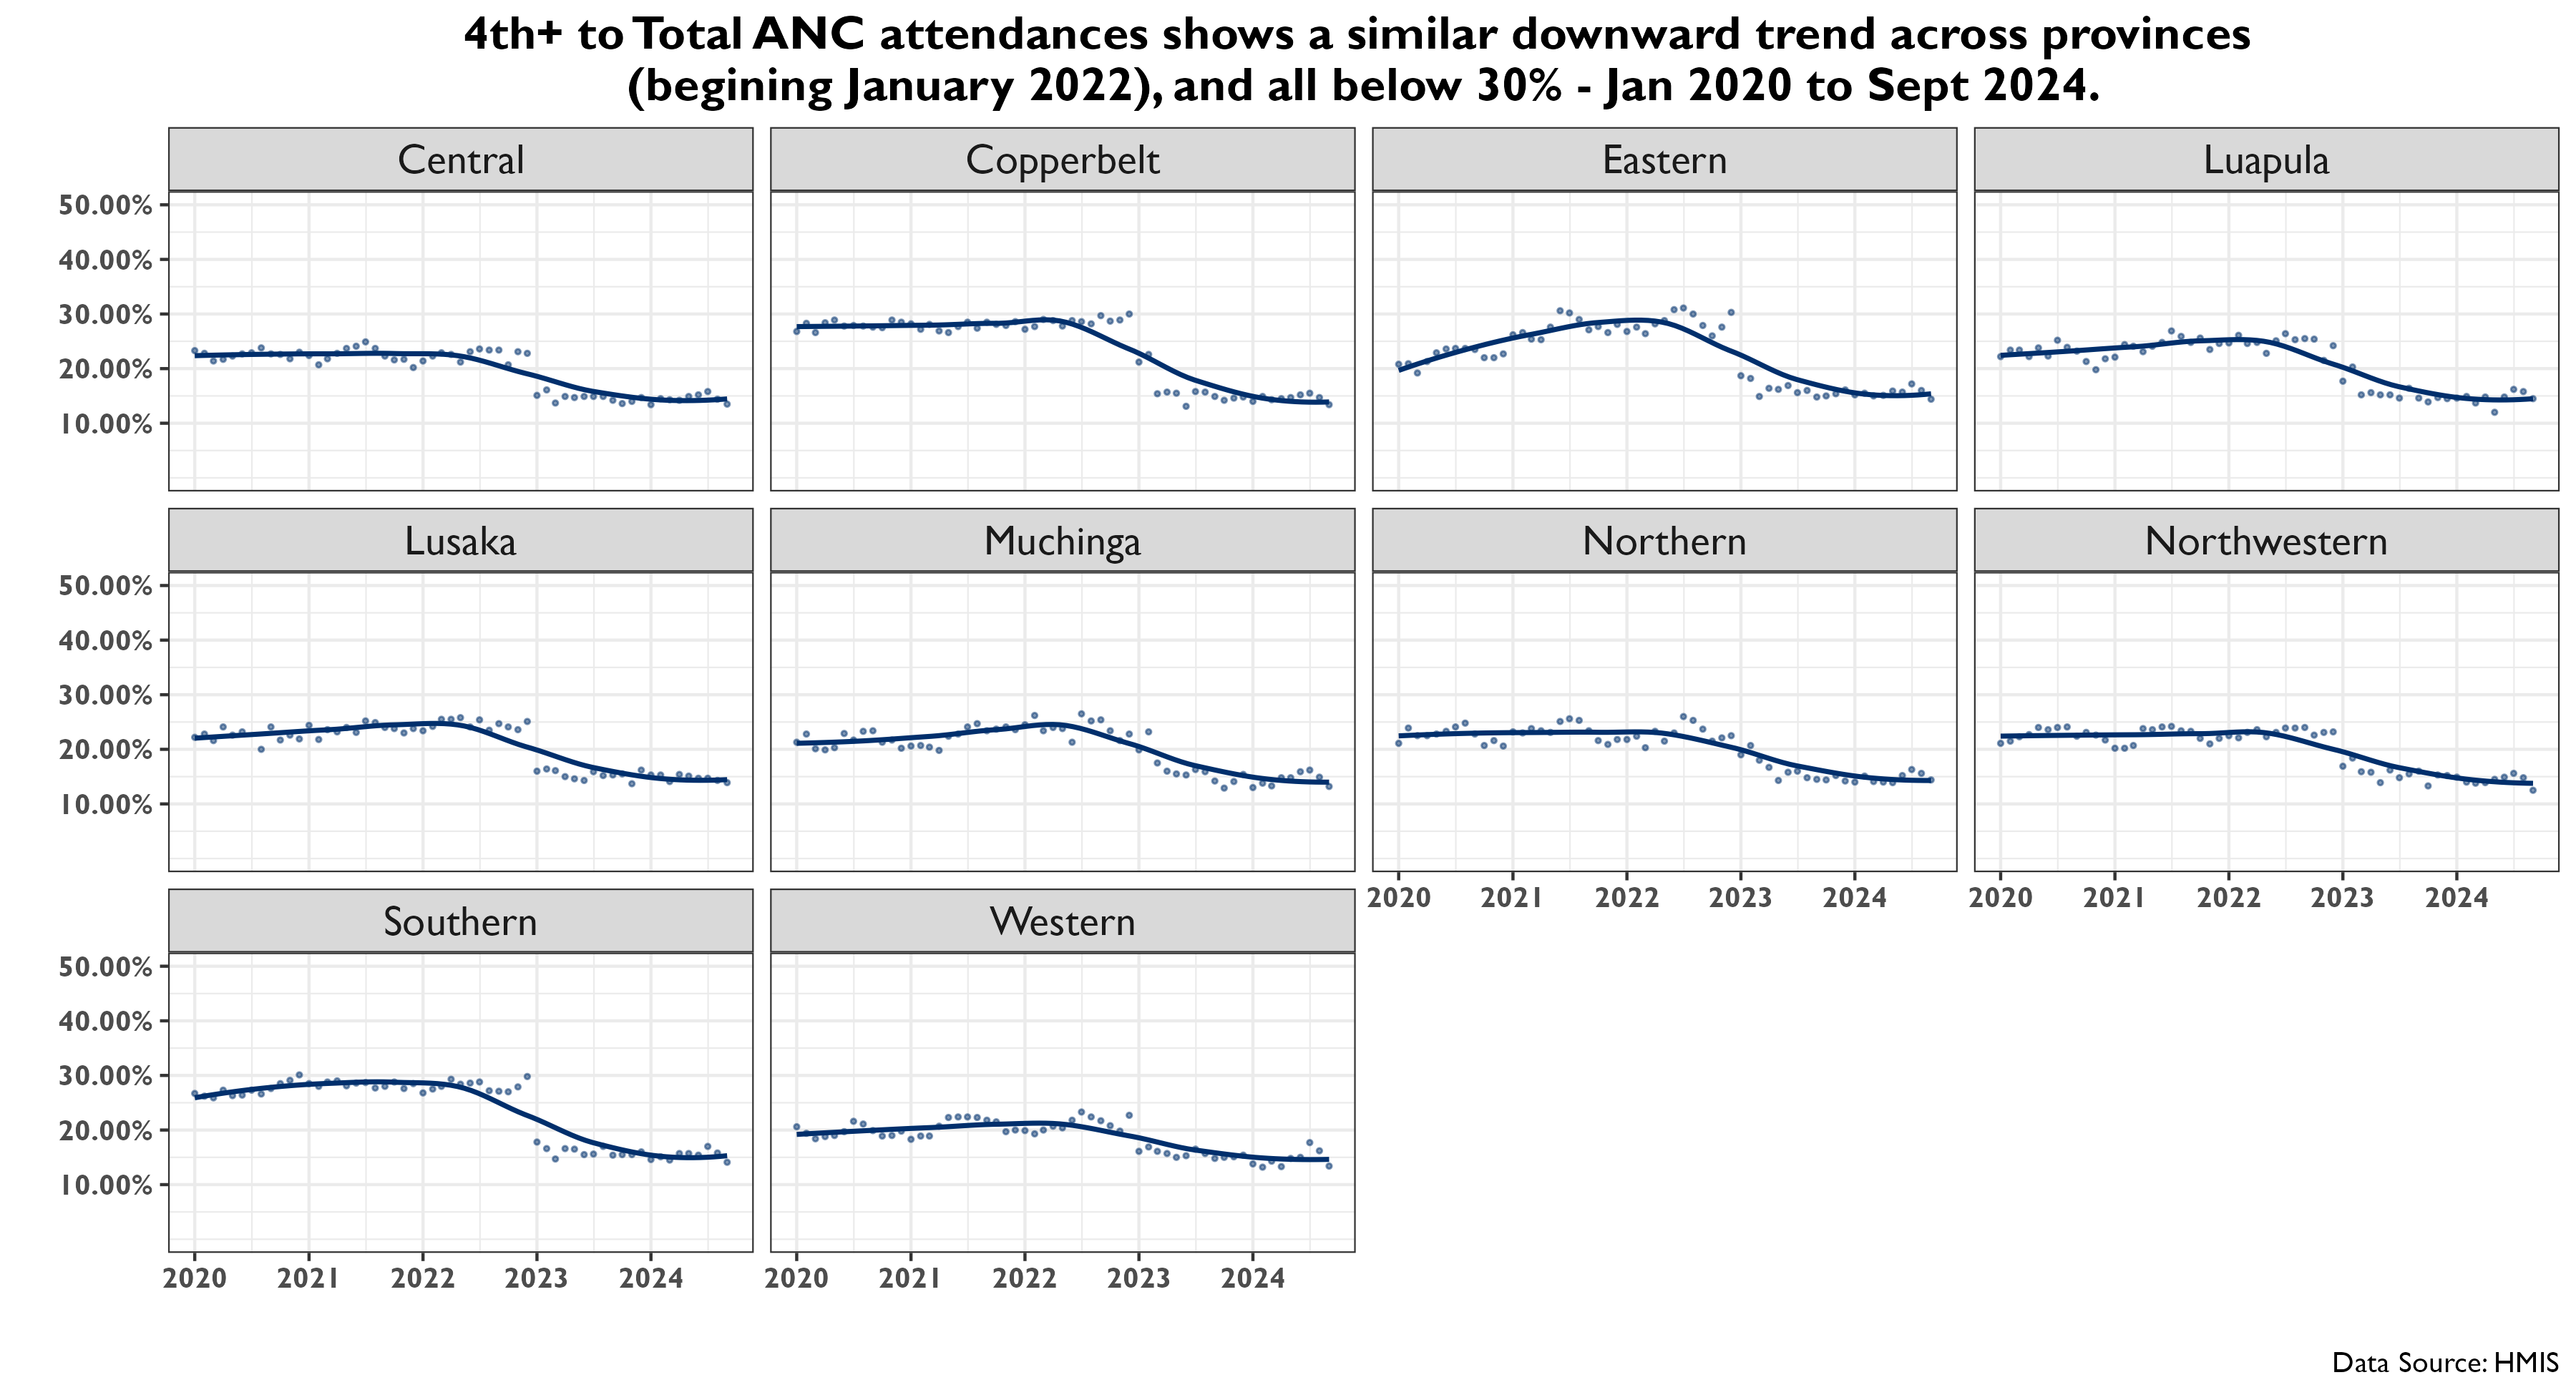 4th+ to Total ANC attendances shows a similar downward trend across provinces
(begining January 2022), and all below 30% - Jan 2020 to Sept 2024.
Central
Copperbelt
Eastern
Luapula
50.00%
40.00%
30.00%
20.00%
10.00%
Lusaka
Muchinga
Northern
Northwestern
50.00%
40.00%
30.00%
20.00%
10.00%
2020 2021 2022 2023 2024
2020 2021 2022 2023 2024
Southern
Western
50.00%
40.00%
30.00%
20.00%
10.00%
2020 2021 2022 2023 2024
2020 2021 2022 2023 2024
Data Source: HMIS